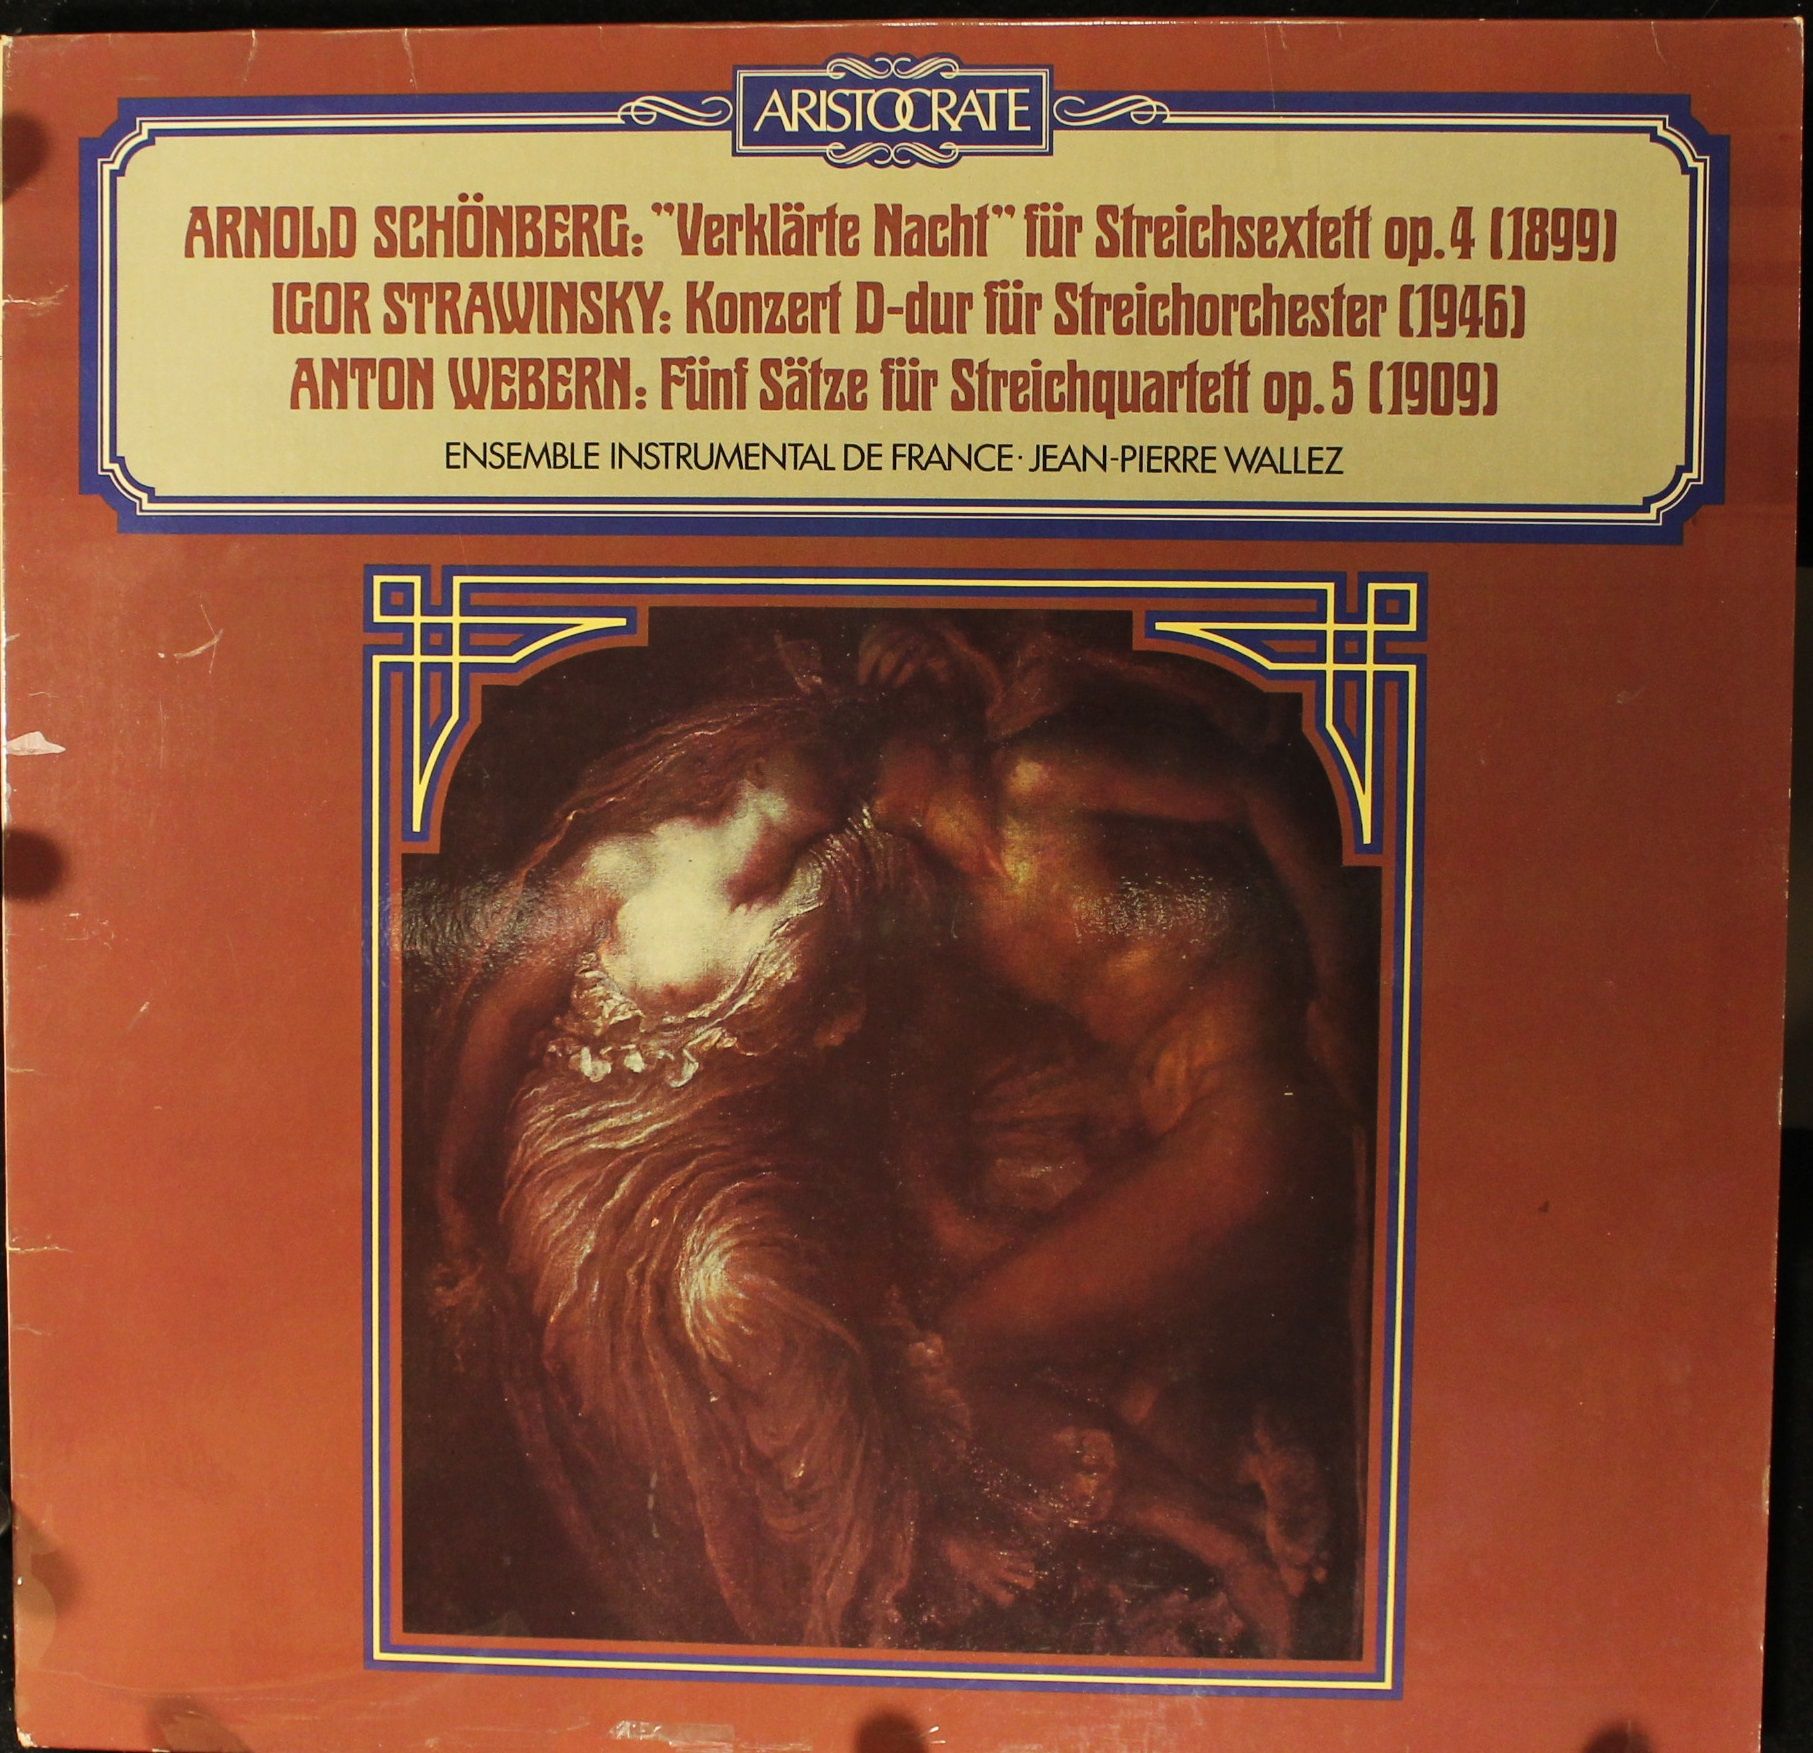 ARISTOCRATE
ARNOLD SCHÖNBERG: ”Verklärte Nacht” für Streichsextett op. 4 (1899)
IGOR STRAWINSKY: Konzert D-dur für Streichorchester (1946)
ANTON WEBERN: Fünf Sätze für Streichquartett op. 5 (1909)
ENSEMBLE INSTRUMENTAL DE FRANCE · JEAN-PIERRE WALLEZ